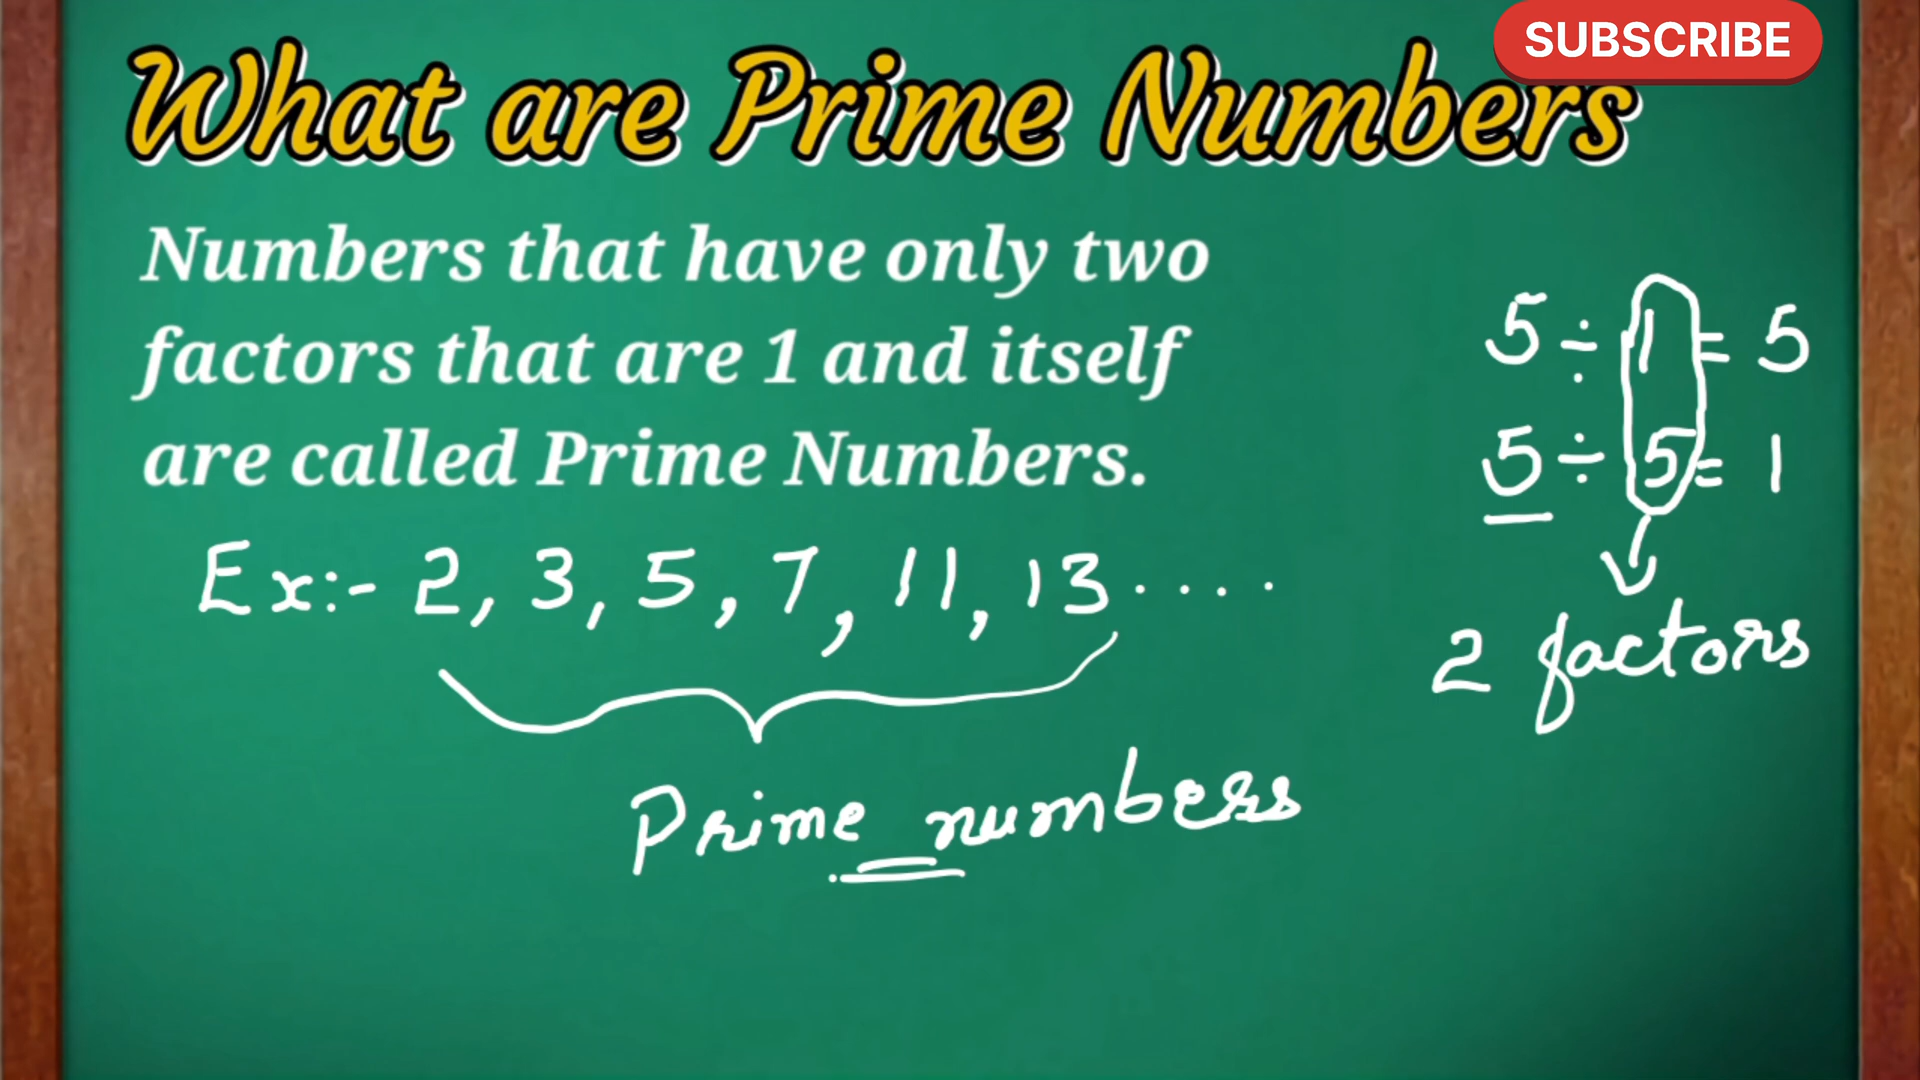 SUBSCRIBE
What are Prime Numbers
Numbers that have only two
factors that are 1 and itself
are called Prime Numbers.
Ex:- 2, 3, 5, 7, 11, 13....
Prime numbers
5 ÷ 1 = 5
5 ÷ 5 = 1
2 factors